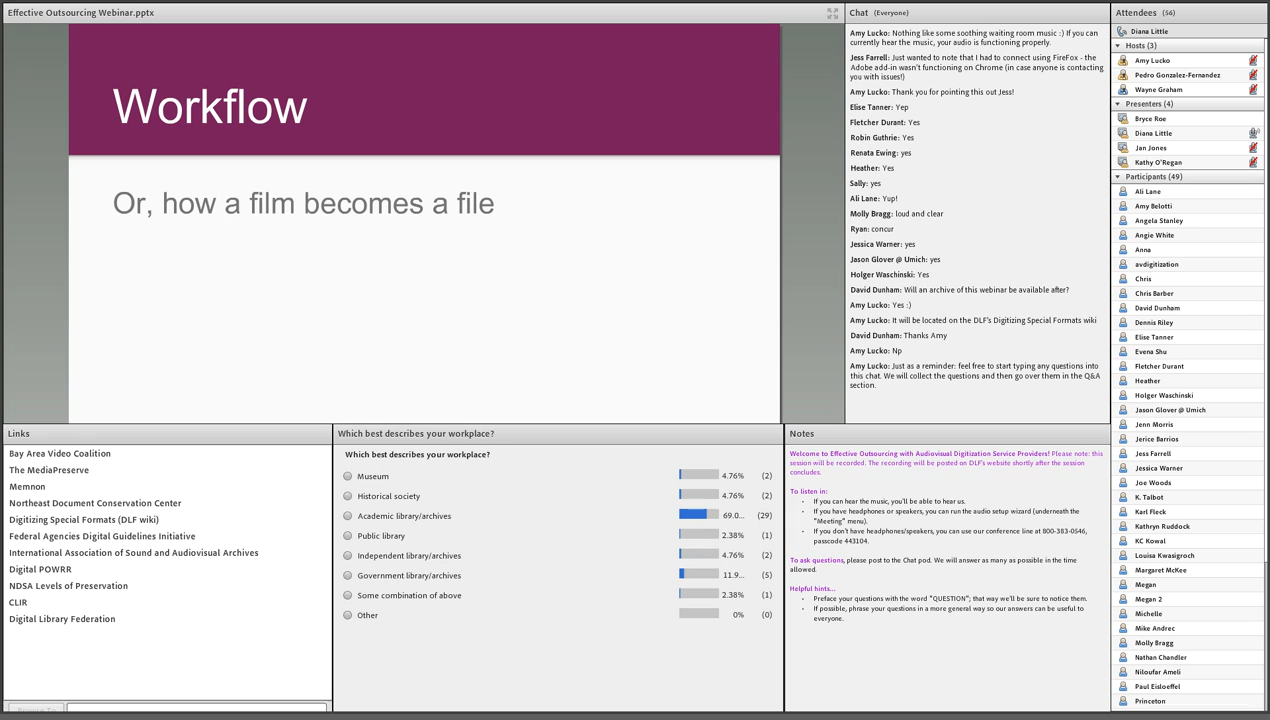 Effective Outsourcing Webinar.pptx
Workflow
Or, how a film becomes a file
Chat (Everyone)
Amy Lucko: Nothing like some soothing waiting room music :) If you can
currently hear the music, your audio is functioning properly.
Jess Farrell: Just wanted to note that I had to connect using FireFox - the
Adobe add-in wasn't functioning on Chrome (in case anyone is contacting
you with issues!)
Amy Lucko: Thank you for pointing this out Jess!
Elise Tanner: Yep
Fletcher Durant: Yes
Robin Guthrie: Yes
Renata Ewing: yes
Heather: Yes
Sally: yes
Ali Lane: Yup!
Molly Bragg: loud and clear
Ryan: concur
Jessica Warner: yes
Jason Glover @ Umich: yes
Holger Waschinski: Yes
David Dunham: Will an archive of this webinar be available after?
Amy Lucko: Yes :)
Amy Lucko: It will be located on the DLF's Digitizing Special Formats wiki
David Dunham: Thanks Amy
Amy Lucko: Np
Amy Lucko: Just as a reminder: feel free to start typing any questions into
this chat. We will collect the questions and then go over them in the Q&A
section.
Attendees (56)
Diana Little
Hosts (3)
Amy Lucko
Pedro Gonzalez-Fernandez
Wayne Graham
Presenters (4)
Bryce Roe
Diana Little
Jan Jones
Kathy O'Regan
Participants (49)
Ali Lane
Amy Belotti
Angela Stanley
Angie White
Anna
avdigitization
Chris
Chris Barber
David Dunham
Dennis Riley
Elise Tanner
Evena Shu
Fletcher Durant
Heather
Holger Waschinski
Jason Glover @ Umich
Jenn Morris
Jerice Barrios
Jess Farrell
Jessica Warner
Joe Woods
K. Talbot
Karl Fleck
Kathryn Ruddock
KC Kowal
Louisa Kwasigroch
Margaret McKee
Megan
Megan 2
Michelle
Mike Andrec
Molly Bragg
Nathan Chandler
Niloufar Ameli
Paul Eisloeffel
Princeton
Links
Bay Area Video Coalition
The MediaPreserve
Memnon
Northeast Document Conservation Center
Digitizing Special Formats (DLF wiki)
Federal Agencies Digital Guidelines Initiative
International Association of Sound and Audiovisual Archives
Digital POWRR
NDSA Levels of Preservation
CLIR
Digital Library Federation
Browse To
Which best describes your workplace?
Which best describes your workplace?
Museum 4.76% (2)
Historical society 4.76% (2)
Academic library/archives 69.0... (29)
Public library 2.38% (1)
Independent library/archives 4.76% (2)
Government library/archives 11.9... (5)
Some combination of above 2.38% (1)
Other 0% (0)
Notes
Welcome to Effective Outsourcing with Audiovisual Digitization Service Providers! Please note: this
session will be recorded. The recording will be posted on DLF's website shortly after the session
concludes.
To listen in:
• If you can hear the music, you'll be able to hear us.
• If you have headphones or speakers, you can run the audio setup wizard (underneath the
"Meeting" menu).
• If you don't have headphones/speakers, you can use our conference line at 800-383-0546,
passcode 443104.
To ask questions, please post to the Chat pod. We will answer as many as possible in the time
allowed.
Helpful hints...
• Preface your questions with the word "QUESTION"; that way we'll be sure to notice them.
• If possible, phrase your questions in a more general way so our answers can be useful to
everyone.